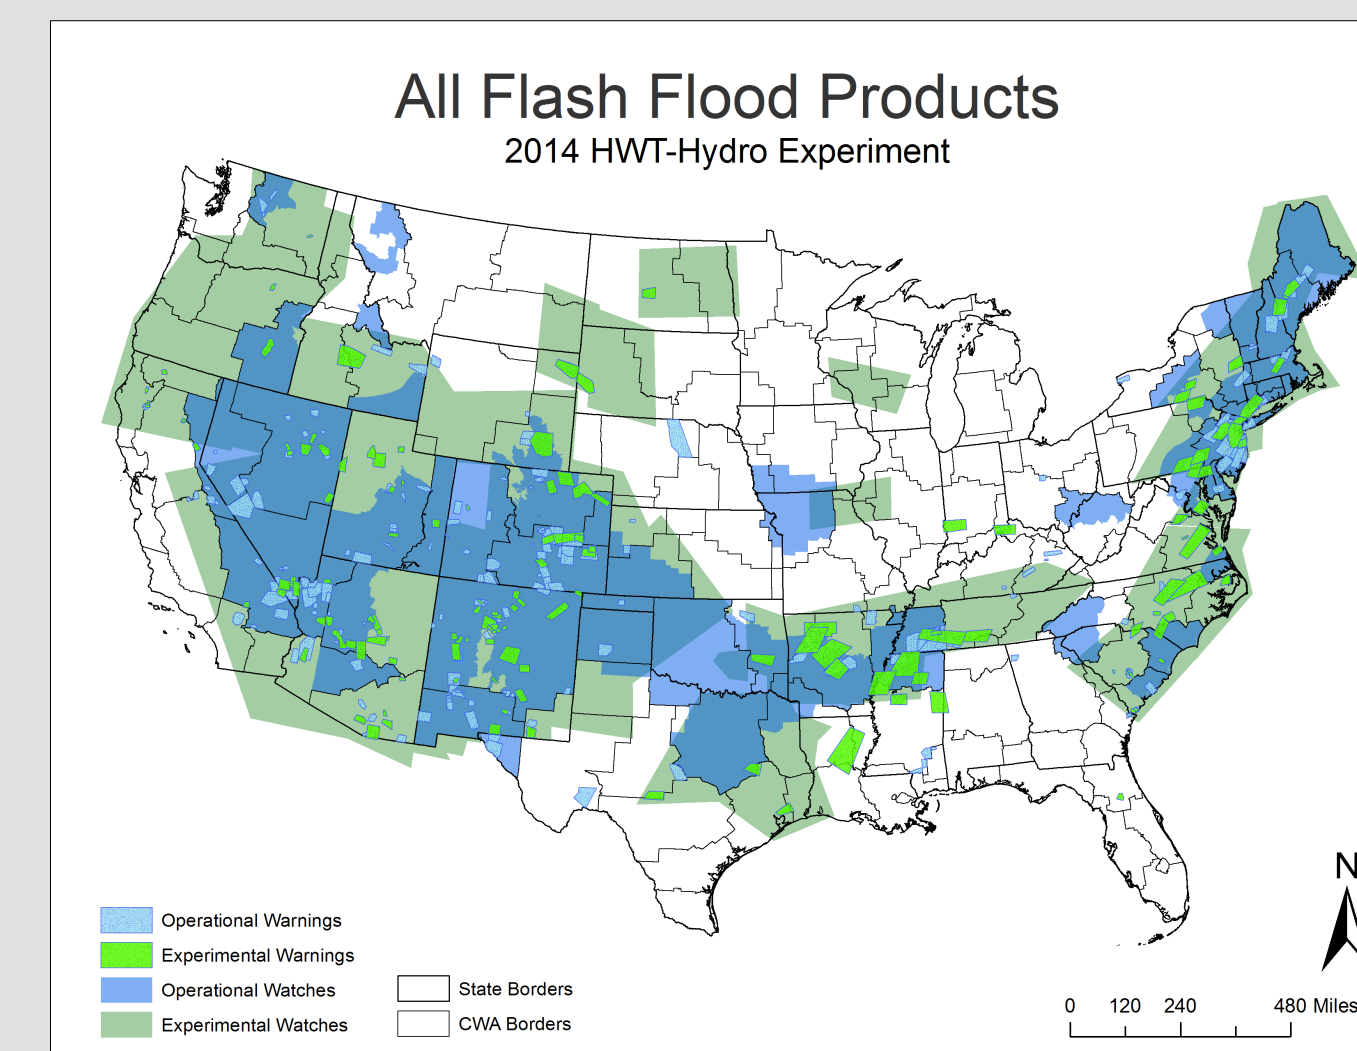 All Flash Flood Products
2014 HWT-Hydro Experiment
N
Operational Warnings
Experimental Warnings
Operational Watches
State Borders
Experimental Watches
CWA Borders
0 120 240 480 Miles